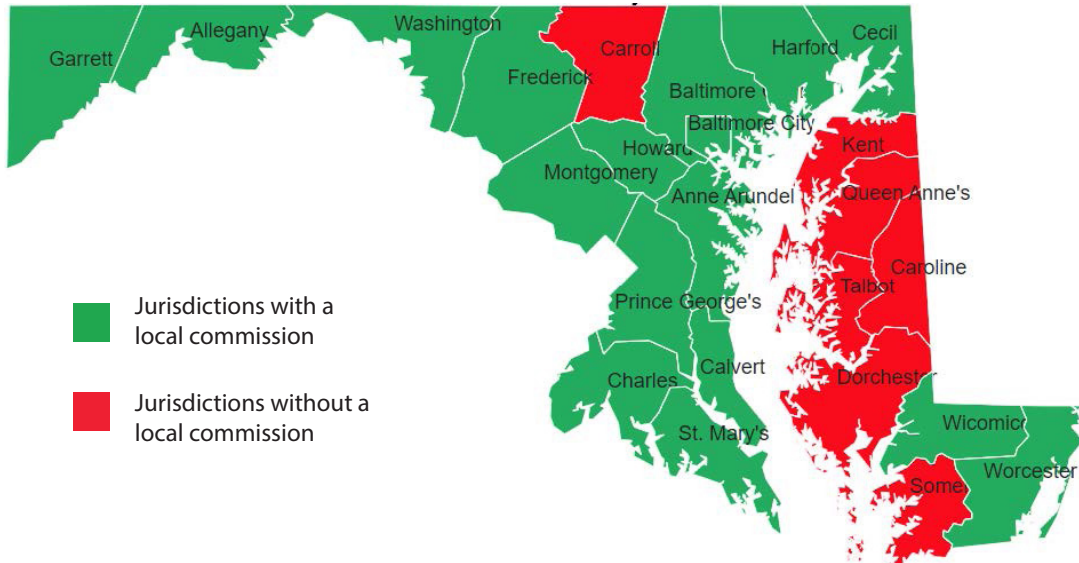 Garrett
Allegany
Washington
Frederick
Carroll
Baltimore
Harford
Cecil
Baltimore City
Howard
Montgomery
Anne Arundel
Kent
Queen Anne's
Caroline
Talbot
Prince George's
Calvert
Charles
St. Mary's
Dorchester
Wicomico
Worcester
Some
Jurisdictions with a
local commission
Jurisdictions without a
local commission